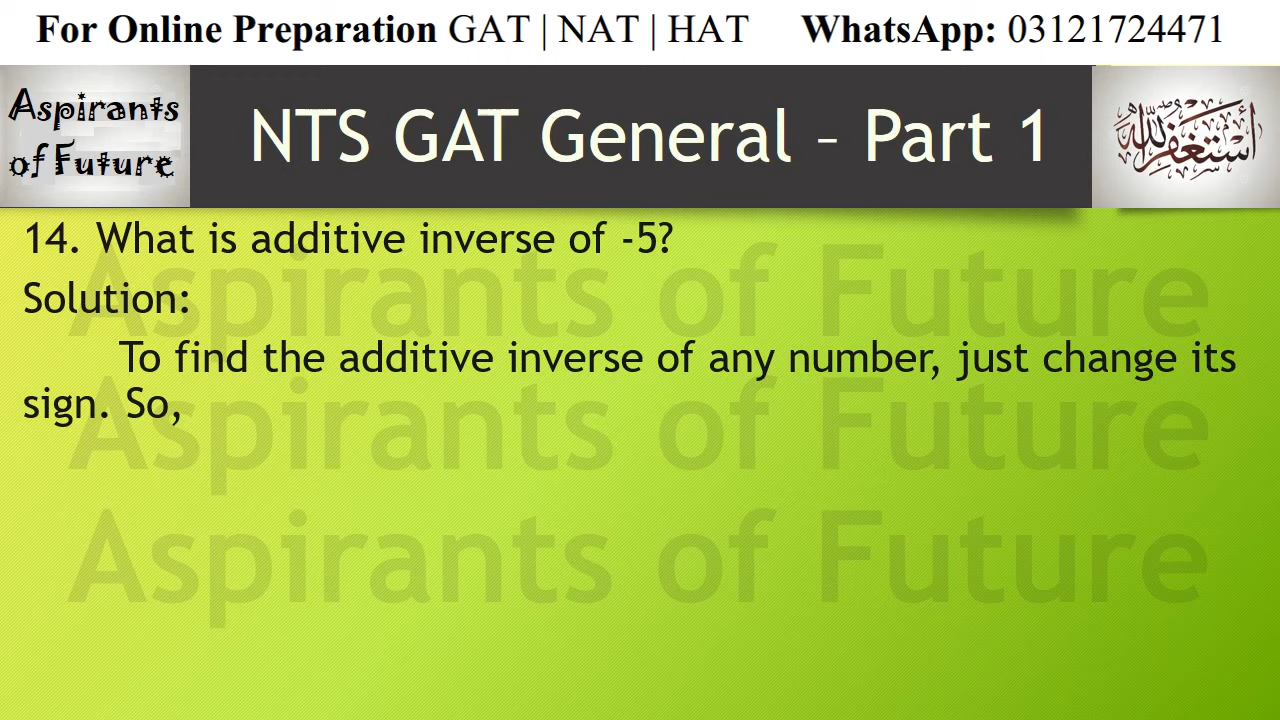 For Online Preparation GAT | NAT | HAT WhatsApp: 03121724471
Aspirants
of Future
NTS GAT General – Part 1
أستغفر الله
14. What is additive inverse of -5?
Solution:
To find the additive inverse of any number, just change its
sign. So,
Aspirants of Future
Aspirants of Future
Aspirants of Future